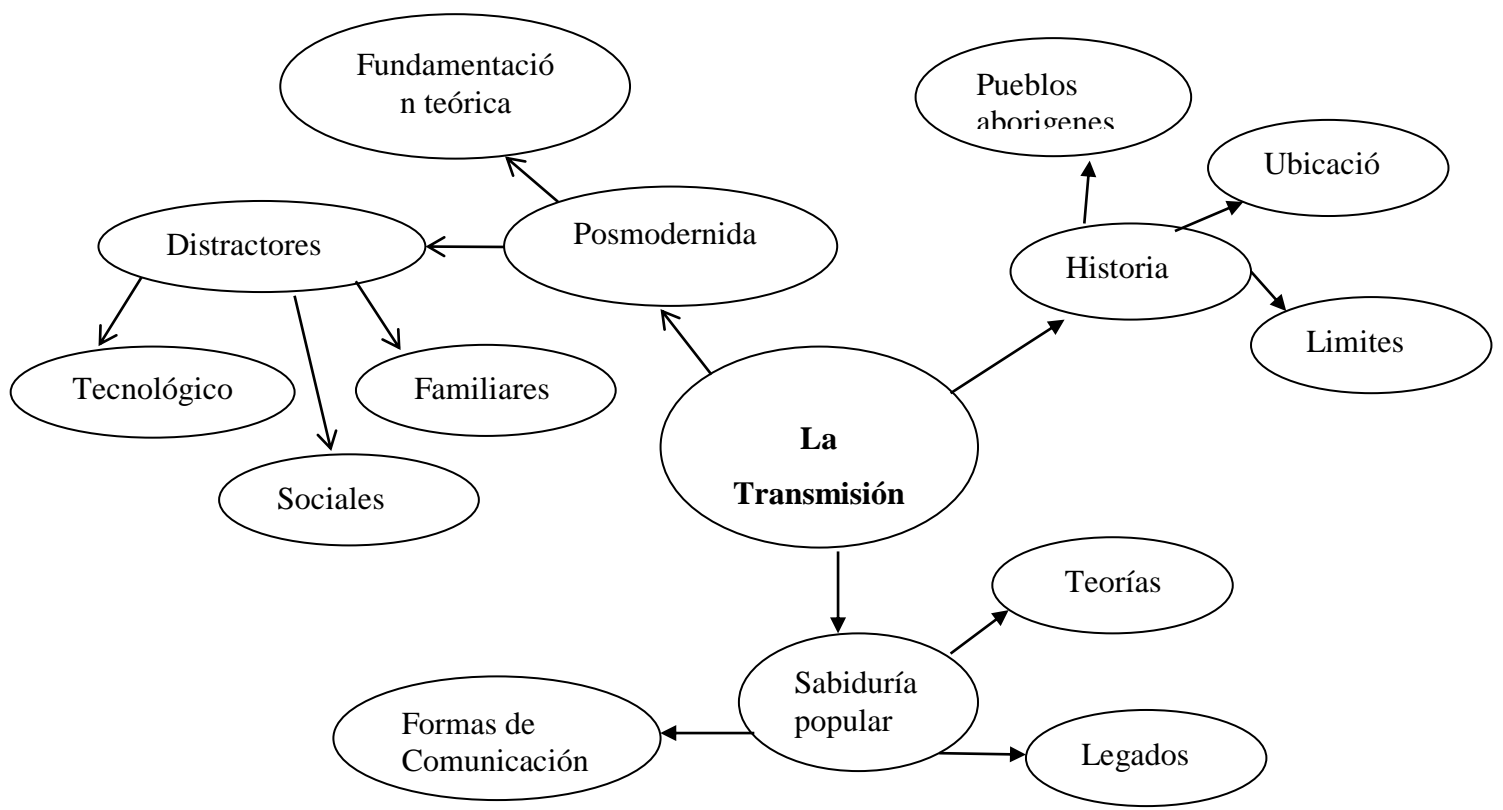 Fundamentació
n teórica
Pueblos
aborigenes
Ubicació
Posmodernida
Distractores
Historia
Limites
Tecnológico
Familiares
La
Transmisión
Sociales
Teorías
Sabiduría
popular
Formas de
Comunicación
Legados